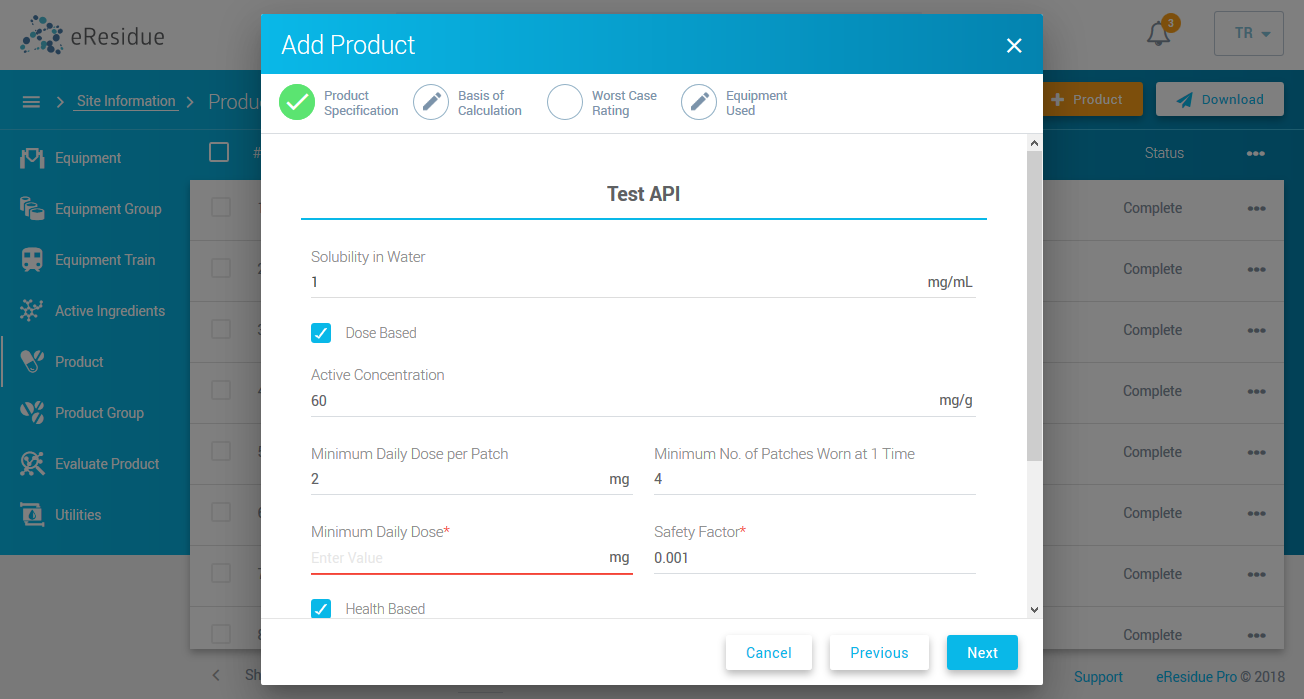 eResidue
3
TR
Add Product
Site Information
Produ
Product
Download
Product
Specification
Basis of
Calculation
Worst Case
Rating
Equipment
Used
Equipment
Equipment Group
Equipment Train
Active Ingredients
Product
Product Group
Evaluate Product
Utilities
#
Status
Complete
Complete
Complete
Complete
Complete
Complete
Complete
Complete
Test API
Solubility in Water
1 mg/mL
Dose Based
Active Concentration
60 mg/g
Minimum Daily Dose per Patch Minimum No. of Patches Worn at 1 Time
2 mg 4
Minimum Daily Dose* Safety Factor*
Enter Value mg 0.001
Health Based
Cancel Previous Next
Sh
Support eResidue Pro © 2018